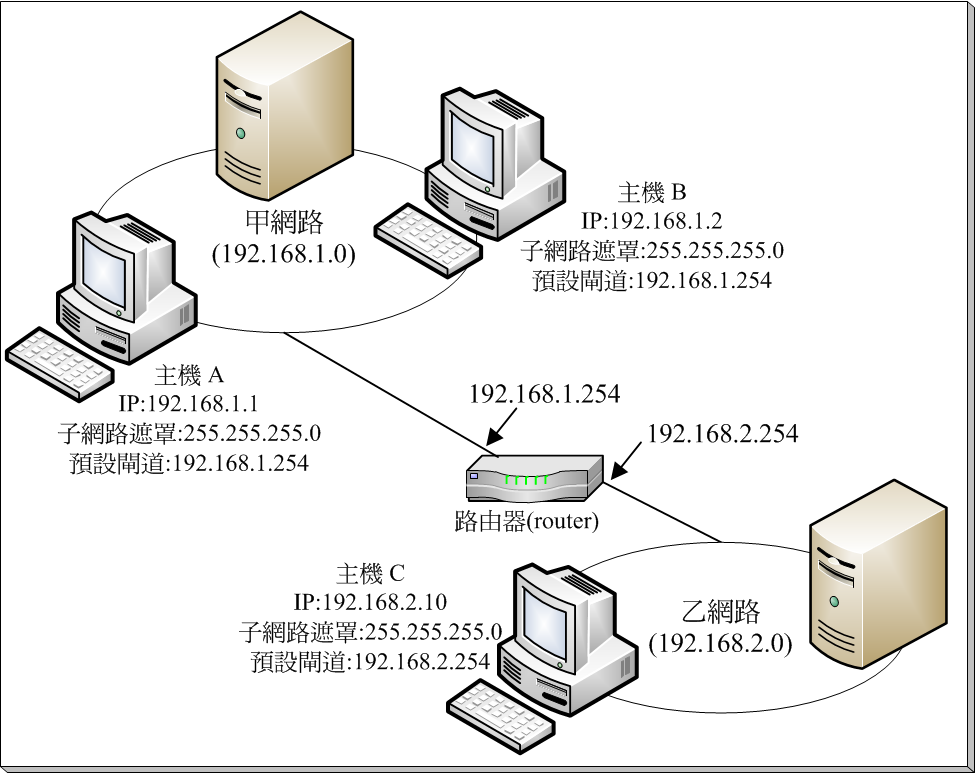 甲網路
(192.168.1.0)
主機 B
IP:192.168.1.2
子網路遮罩:255.255.255.0
預設閘道:192.168.1.254
主機 A
IP:192.168.1.1
子網路遮罩:255.255.255.0
預設閘道:192.168.1.254
192.168.1.254
192.168.2.254
路由器(router)
主機 C
IP:192.168.2.10
子網路遮罩:255.255.255.0
預設閘道:192.168.2.254
乙網路
(192.168.2.0)